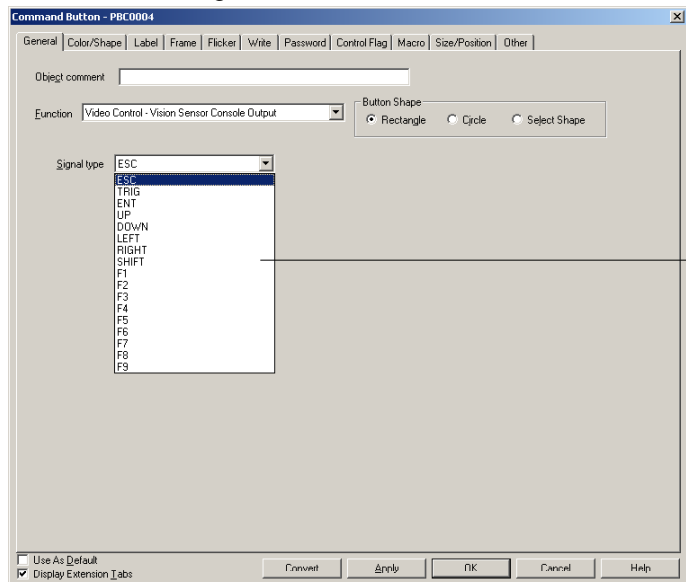 Command Button - PBC0004
General Color/Shape Label Frame Flicker Write Password Control Flag Macro Size/Position Other
Object comment
Button Shape
Function Video Control - Vision Sensor Console Output Rectangle Circle Select Shape
Signal type ESC
ESC
TRIG
ENT
UP
DOWN
LEFT
RIGHT
SHIFT
F1
F2
F3
F4
F5
F6
F7
F8
F9
Use As Default
Display Extension Tabs Convert Apply OK Cancel Help